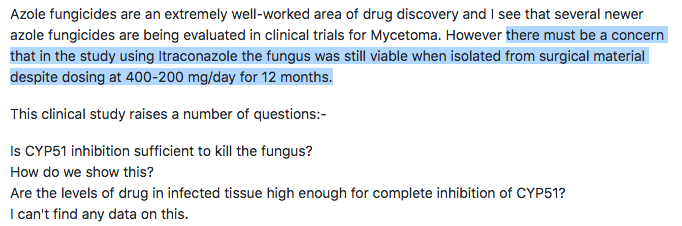 Azole fungicides are an extremely well-worked area of drug discovery and I see that several newer
azole fungicides are being evaluated in clinical trials for Mycetoma. However there must be a concern
that in the study using Itraconazole the fungus was still viable when isolated from surgical material
despite dosing at 400-200 mg/day for 12 months.
This clinical study raises a number of questions:-
Is CYP51 inhibition sufficient to kill the fungus?
How do we show this?
Are the levels of drug in infected tissue high enough for complete inhibition of CYP51?
I can't find any data on this.